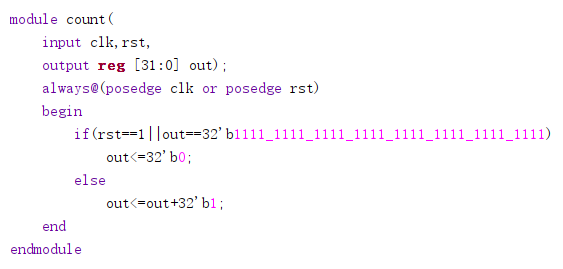 module count(
    input clk,rst,
    output reg [31:0] out);
    always@(posedge clk or posedge rst)
    begin
        if(rst==1||out==32'b1111_1111_1111_1111_1111_1111_1111_1111)
            out<=32'b0;
        else
            out<=out+32'b1;
    end
endmodule